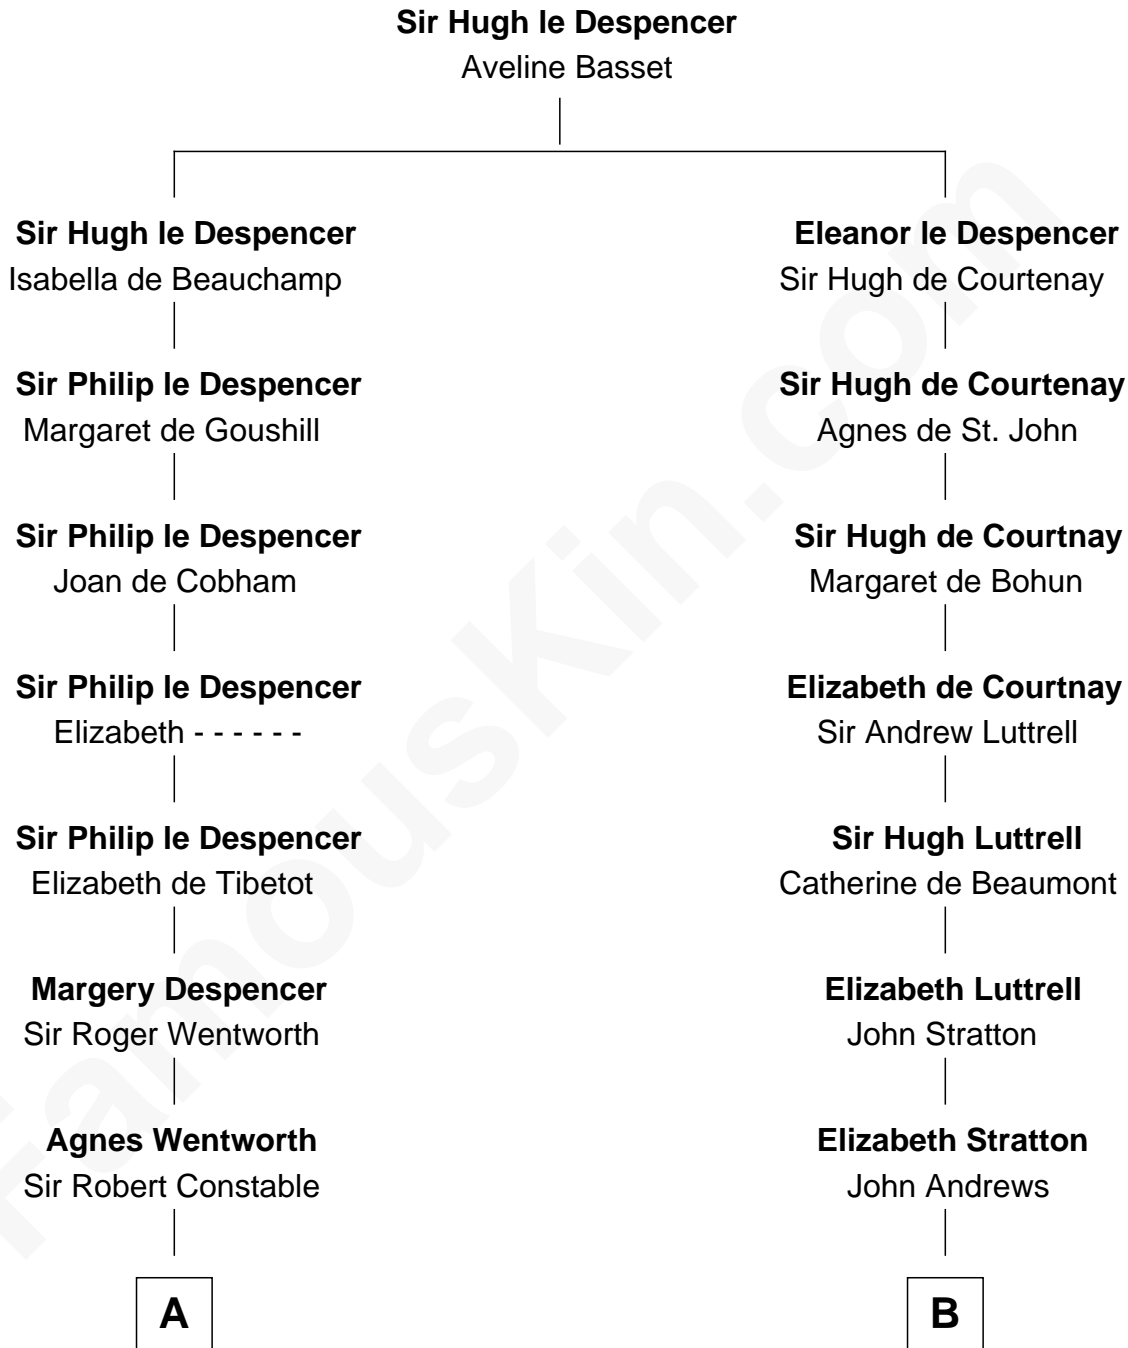 Sir Hugh le Despencer
Aveline Basset
Sir Hugh le Despencer
Isabella de Beauchamp
Eleanor le Despencer
Sir Hugh de Courtenay
Sir Philip le Despencer
Margaret de Goushill
Sir Hugh de Courtenay
Agnes de St. John
Sir Philip le Despencer
Joan de Cobham
Sir Hugh de Courtnay
Margaret de Bohun
Sir Philip le Despencer
Elizabeth - - - - - -
Elizabeth de Courtnay
Sir Andrew Luttrell
Sir Philip le Despencer
Elizabeth de Tibetot
Sir Hugh Luttrell
Catherine de Beaumont
Margery Despencer
Sir Roger Wentworth
Elizabeth Luttrell
John Stratton
Agnes Wentworth
Sir Robert Constable
Elizabeth Stratton
John Andrews
A
B
FamousKin.com